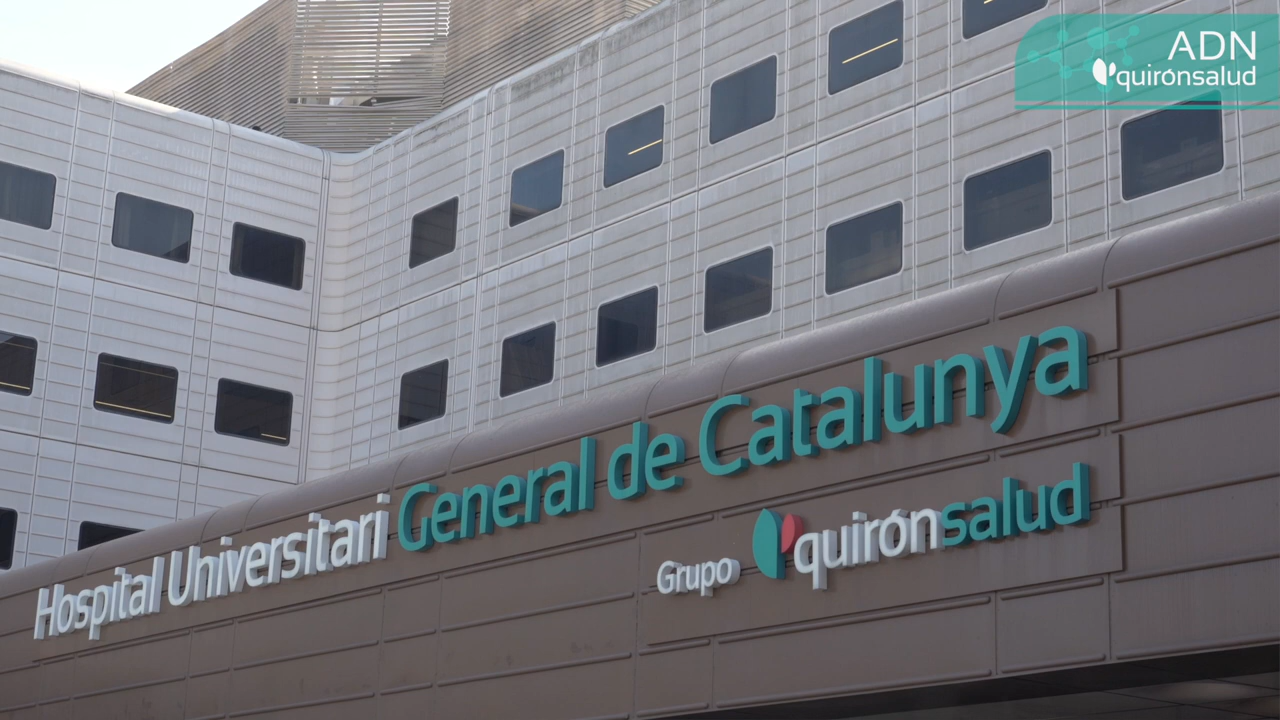 ADN
quirónsalud
Hospital Universitari General de Catalunya
Grupo quirónsalud